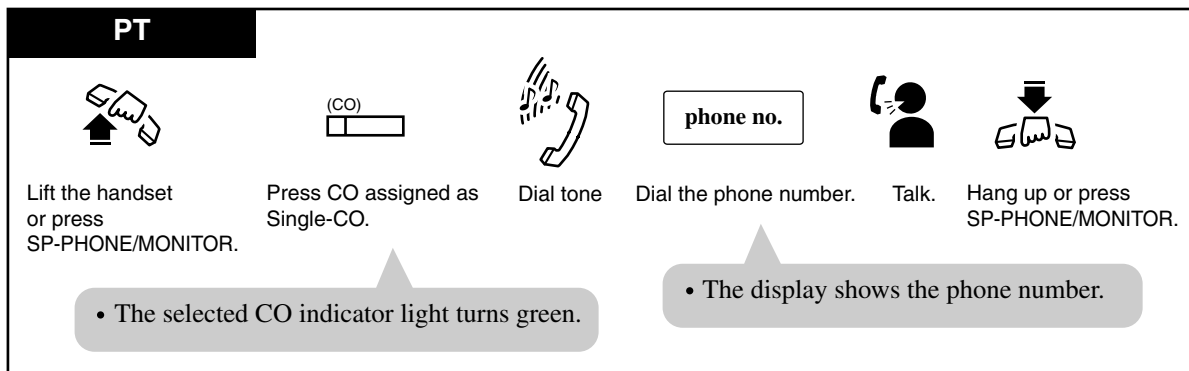 PT
(CO)
phone no.
Lift the handset
or press
SP-PHONE/MONITOR.
Press CO assigned as
Single-CO.
Dial tone
Dial the phone number.
Talk.
Hang up or press
SP-PHONE/MONITOR.
• The selected CO indicator light turns green.
• The display shows the phone number.